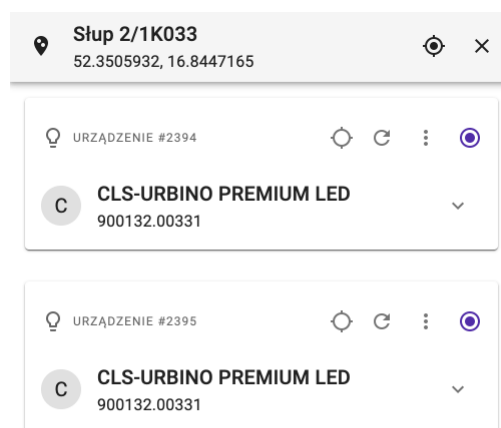 Słup 2/1K033
52.3505932, 16.8447165
URZĄDZENIE #2394
C
CLS-URBINO PREMIUM LED
900132.00331
URZĄDZENIE #2395
C
CLS-URBINO PREMIUM LED
900132.00331